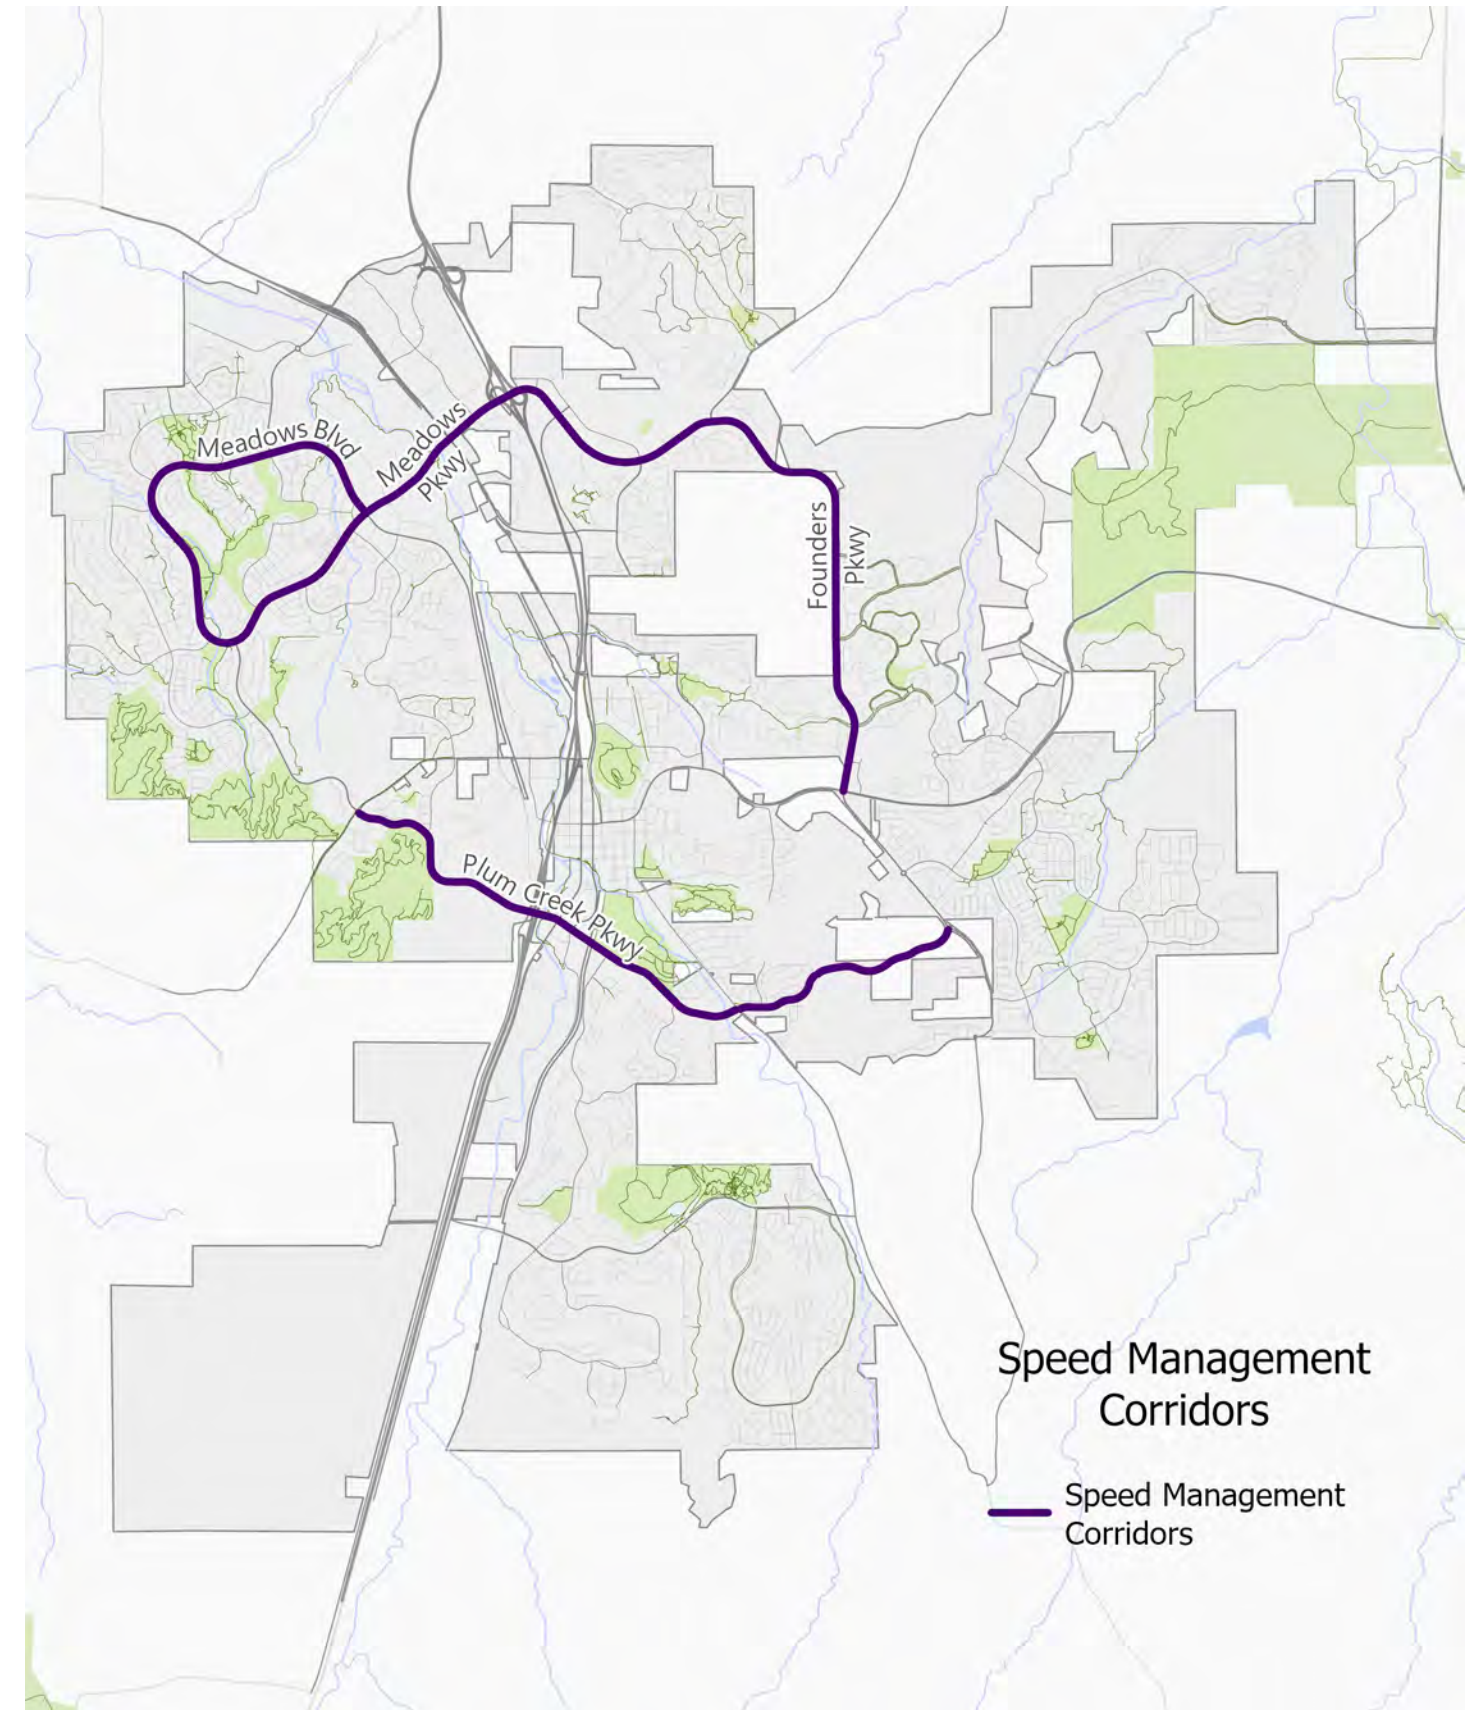 Meadows Blvd
Meadows
Pkwy
Founders
Pkwy
Plum Creek Pkwy
Speed Management
Corridors
Speed Management
Corridors